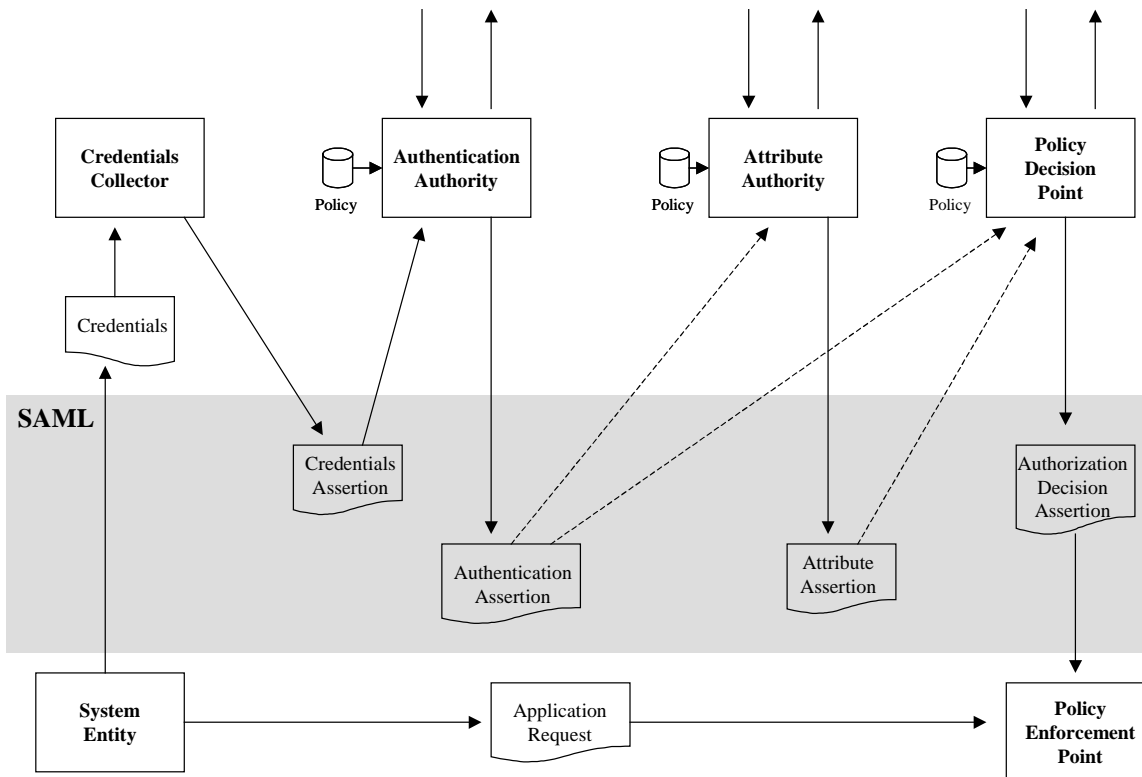 Credentials
Collector
Authentication
Authority
Attribute
Authority
Policy
Decision
Point
Policy
Policy
Policy
Credentials
SAML
Credentials
Assertion
Authorization
Decision
Assertion
Authentication
Assertion
Attribute
Assertion
System
Entity
Application
Request
Policy
Enforcement
Point